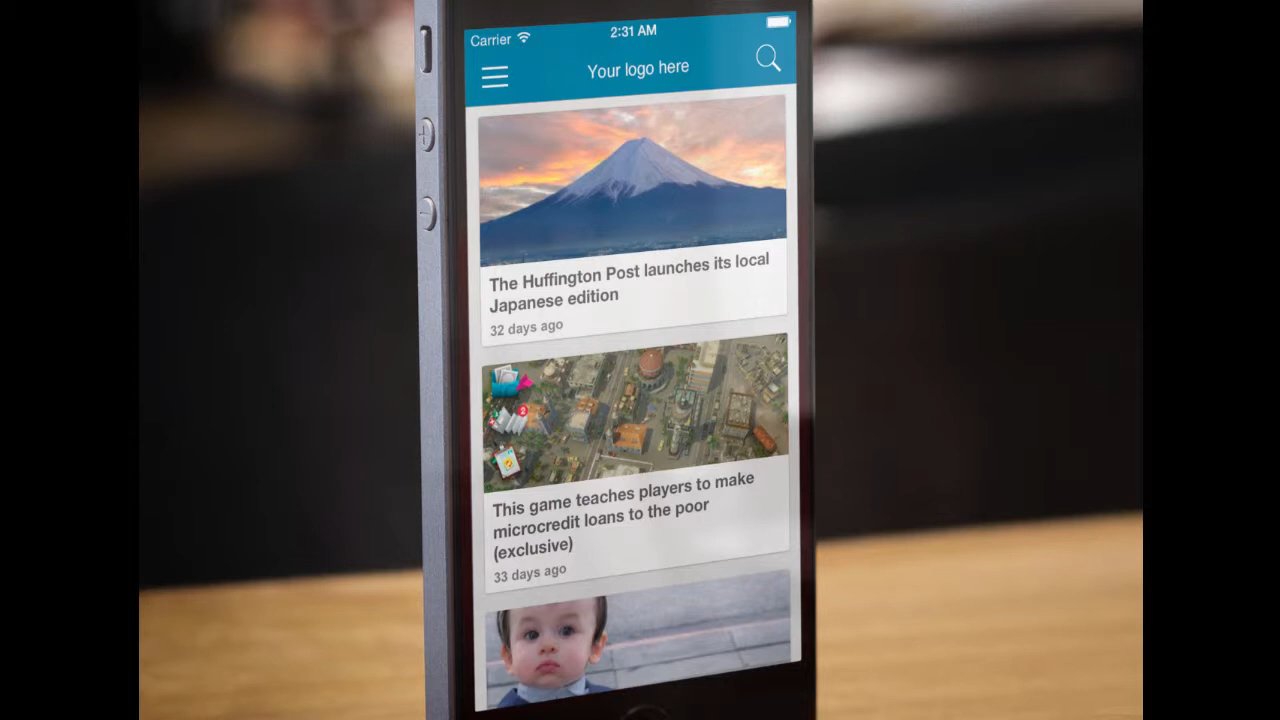 Carrier
2:31 AM
Your logo here
The Huffington Post launches its local
Japanese edition
32 days ago
2
This game teaches players to make
microcredit loans to the poor
(exclusive)
33 days ago